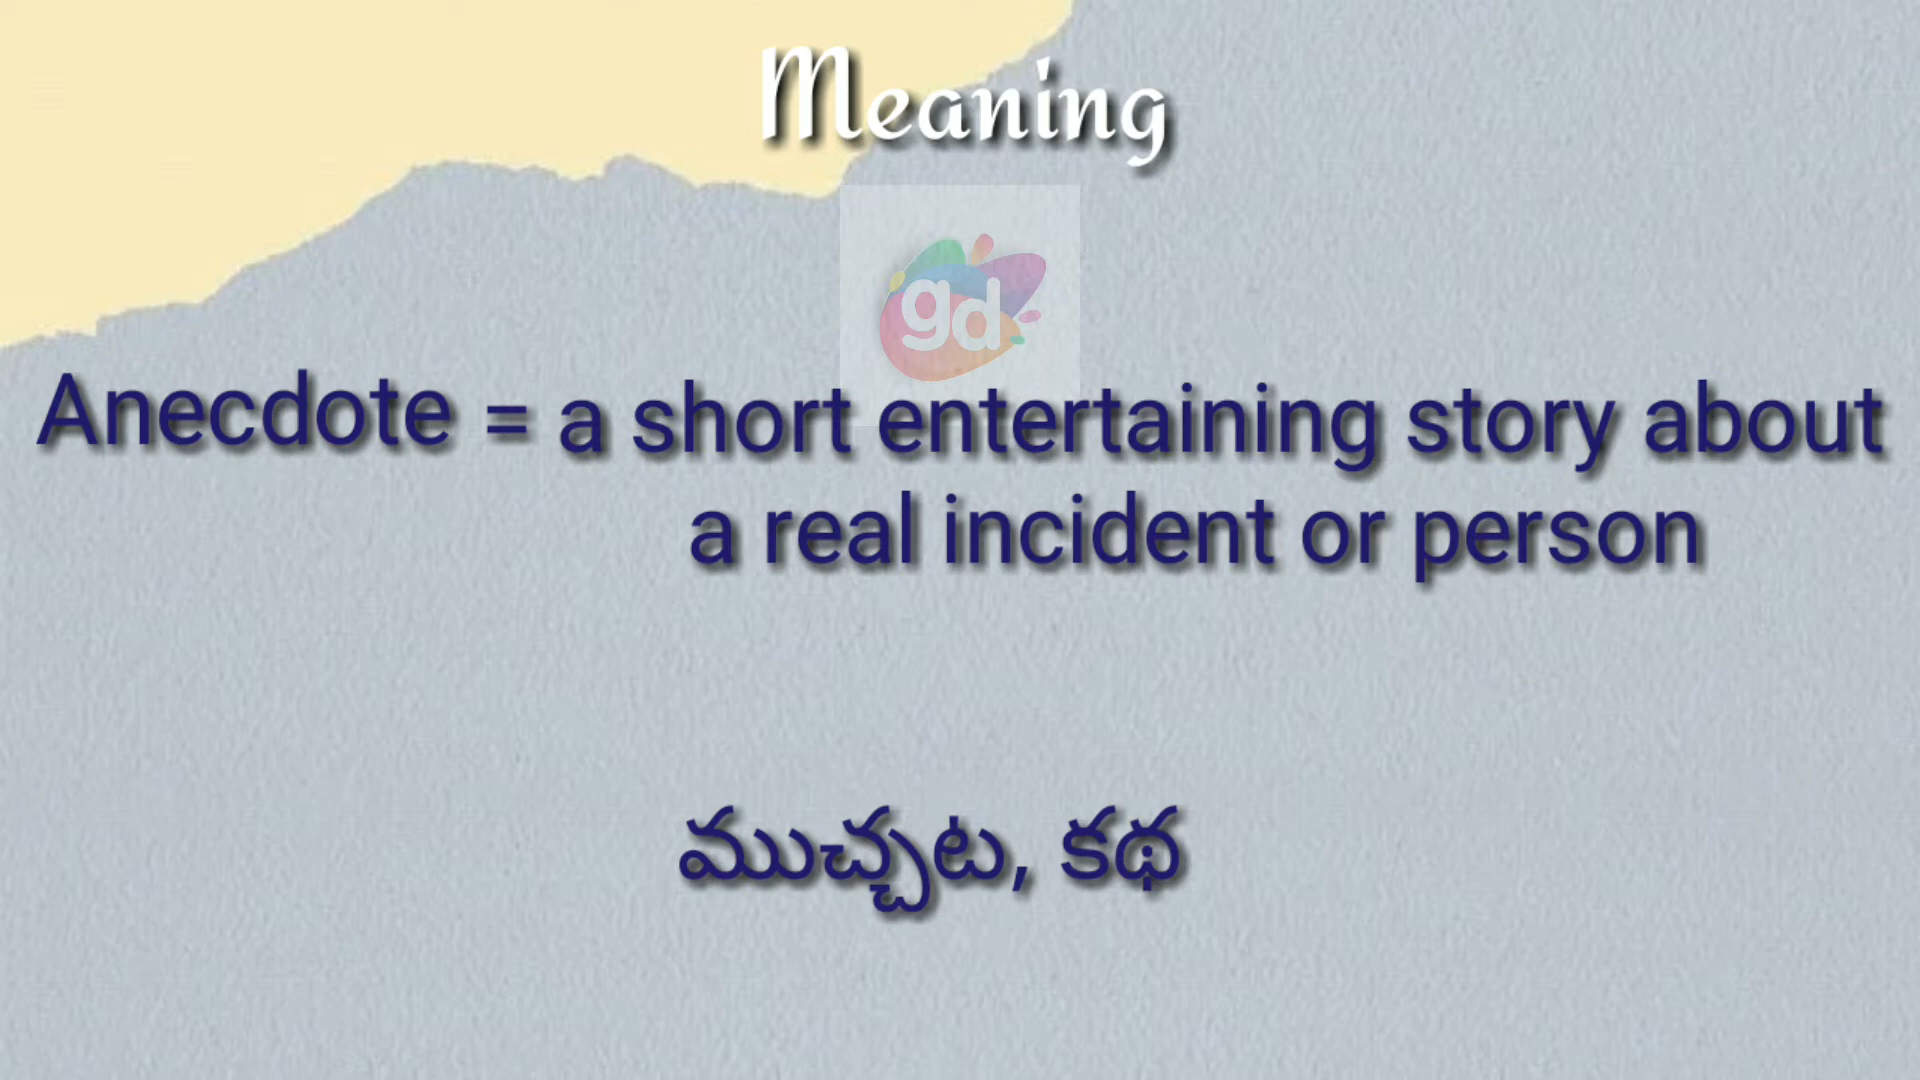 Meaning
gd
Anecdote = a short entertaining story about
a real incident or person
ముచ్చట, కథ